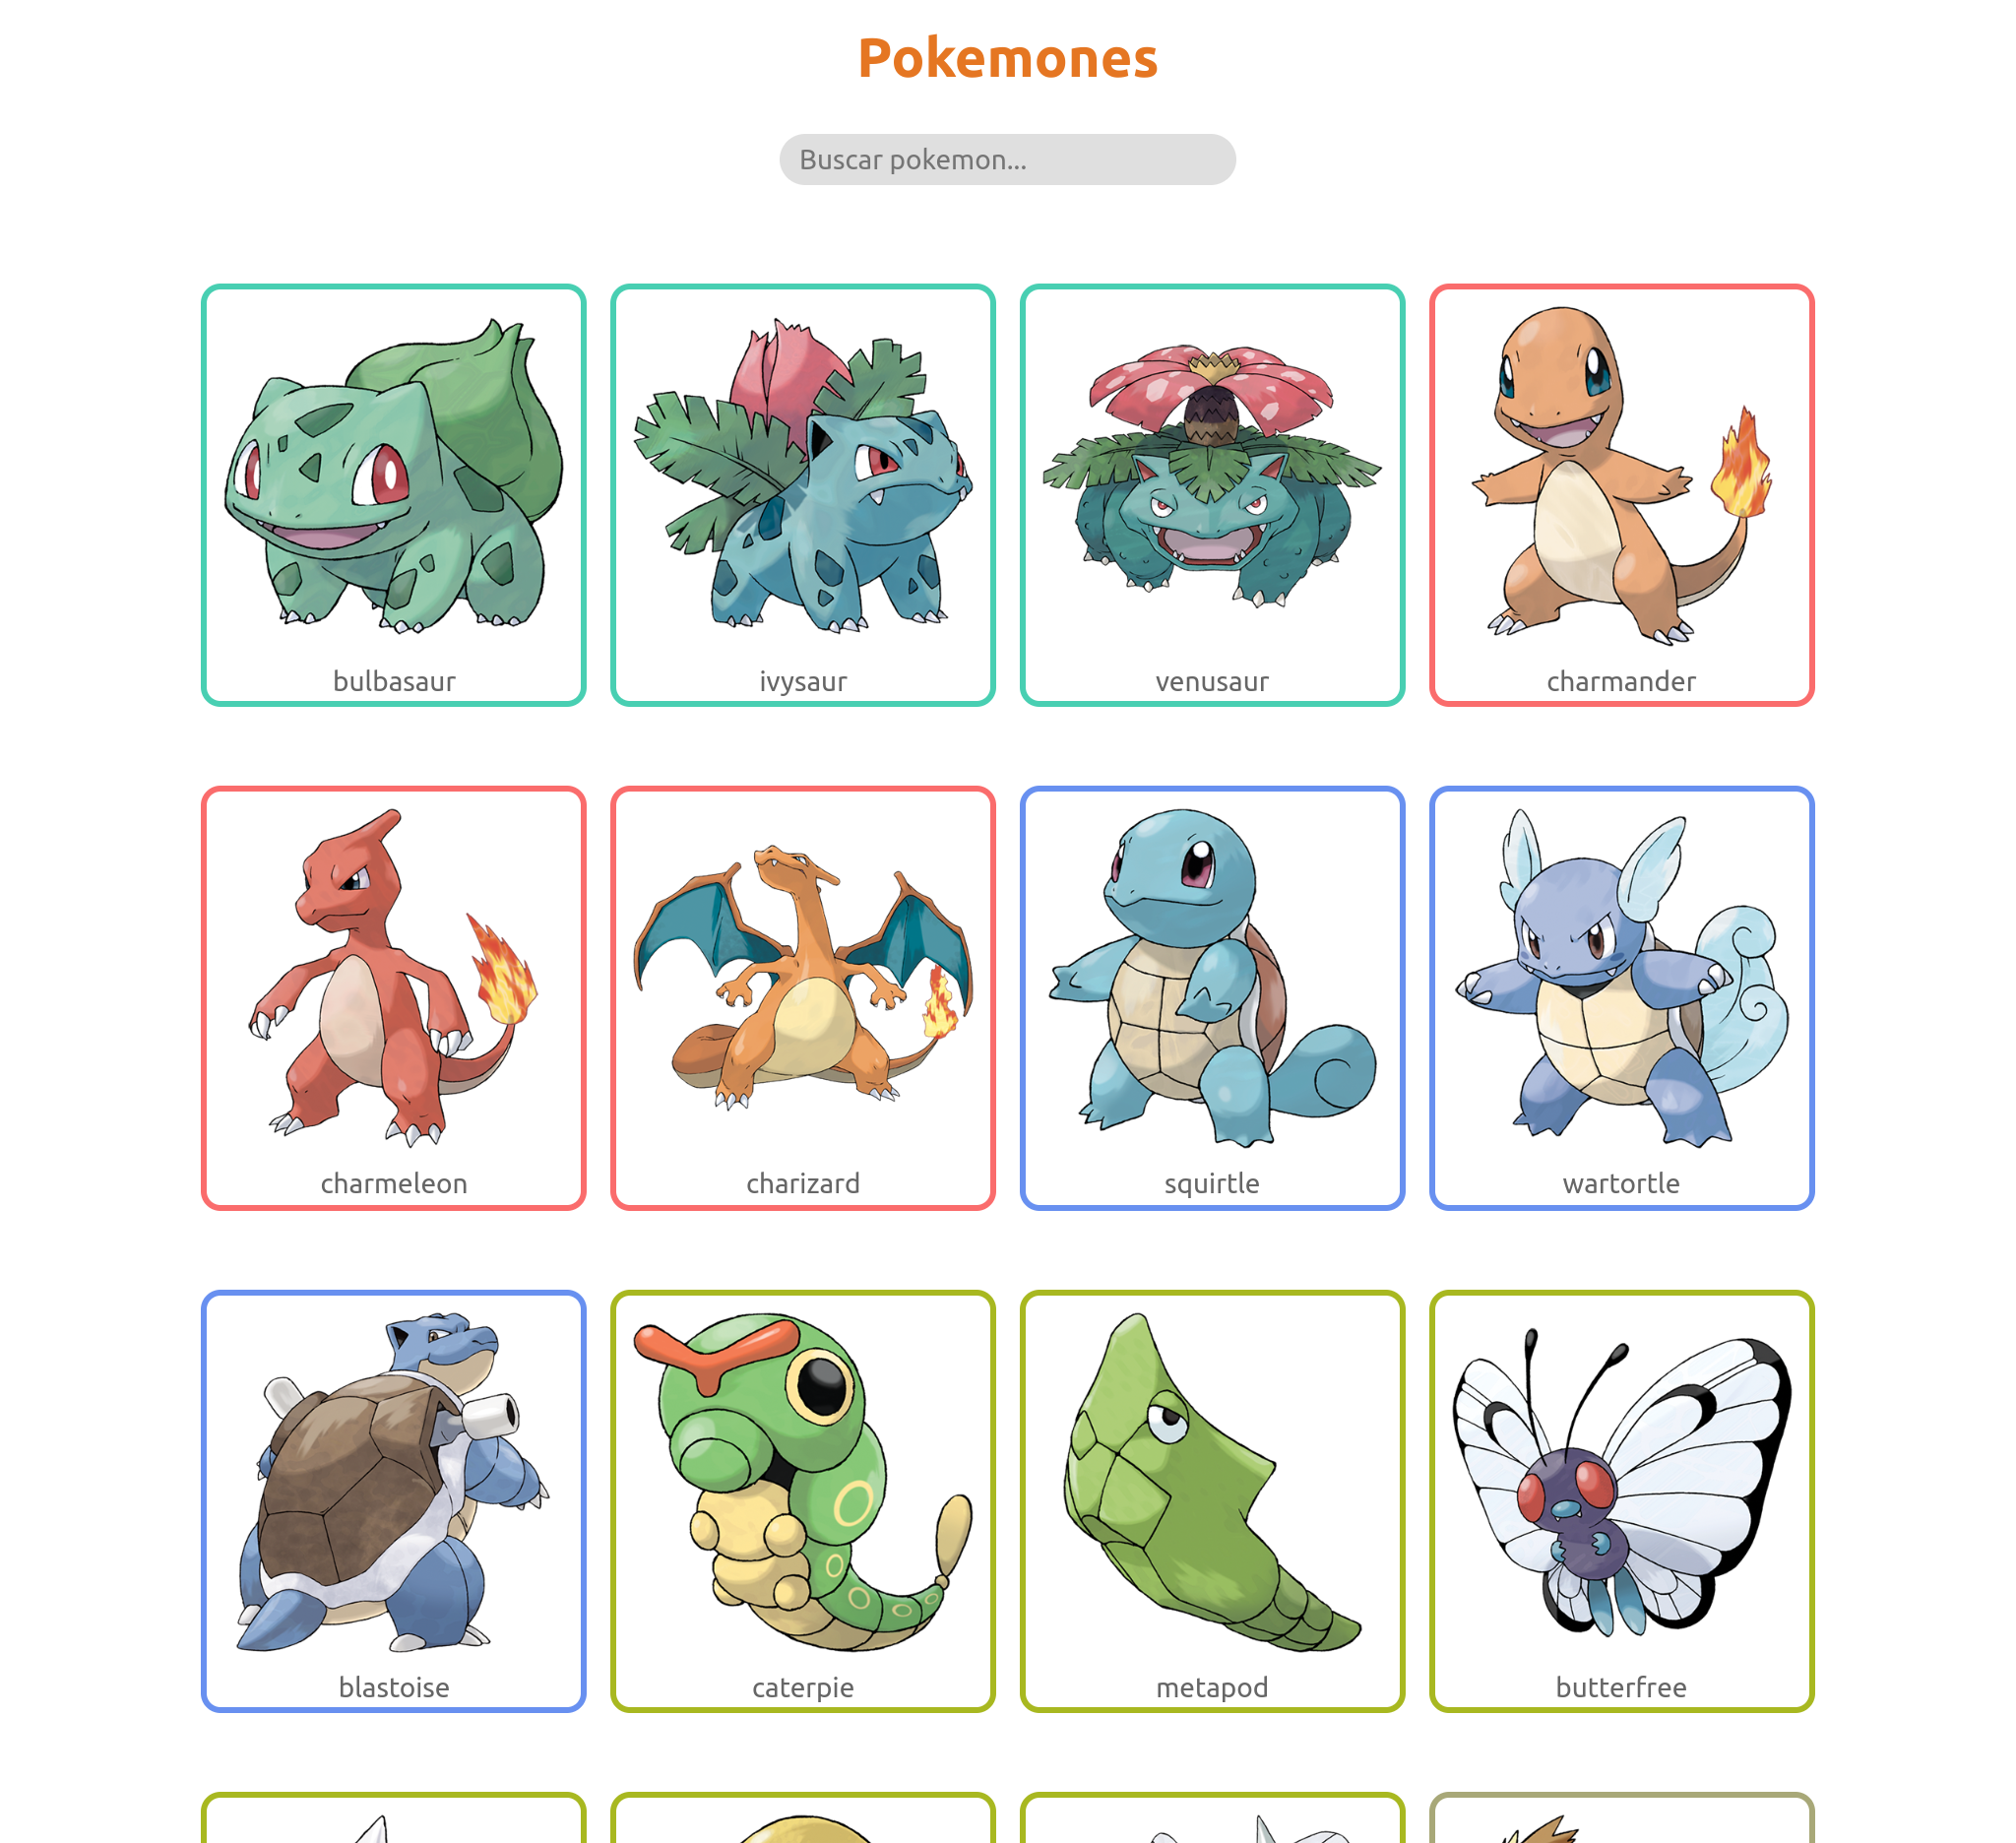 Pokemones
Buscar pokemon...
bulbasaur
ivysaur
venusaur
charmander
charmeleon
charizard
squirtle
wartortle
blastoise
caterpie
metapod
butterfree